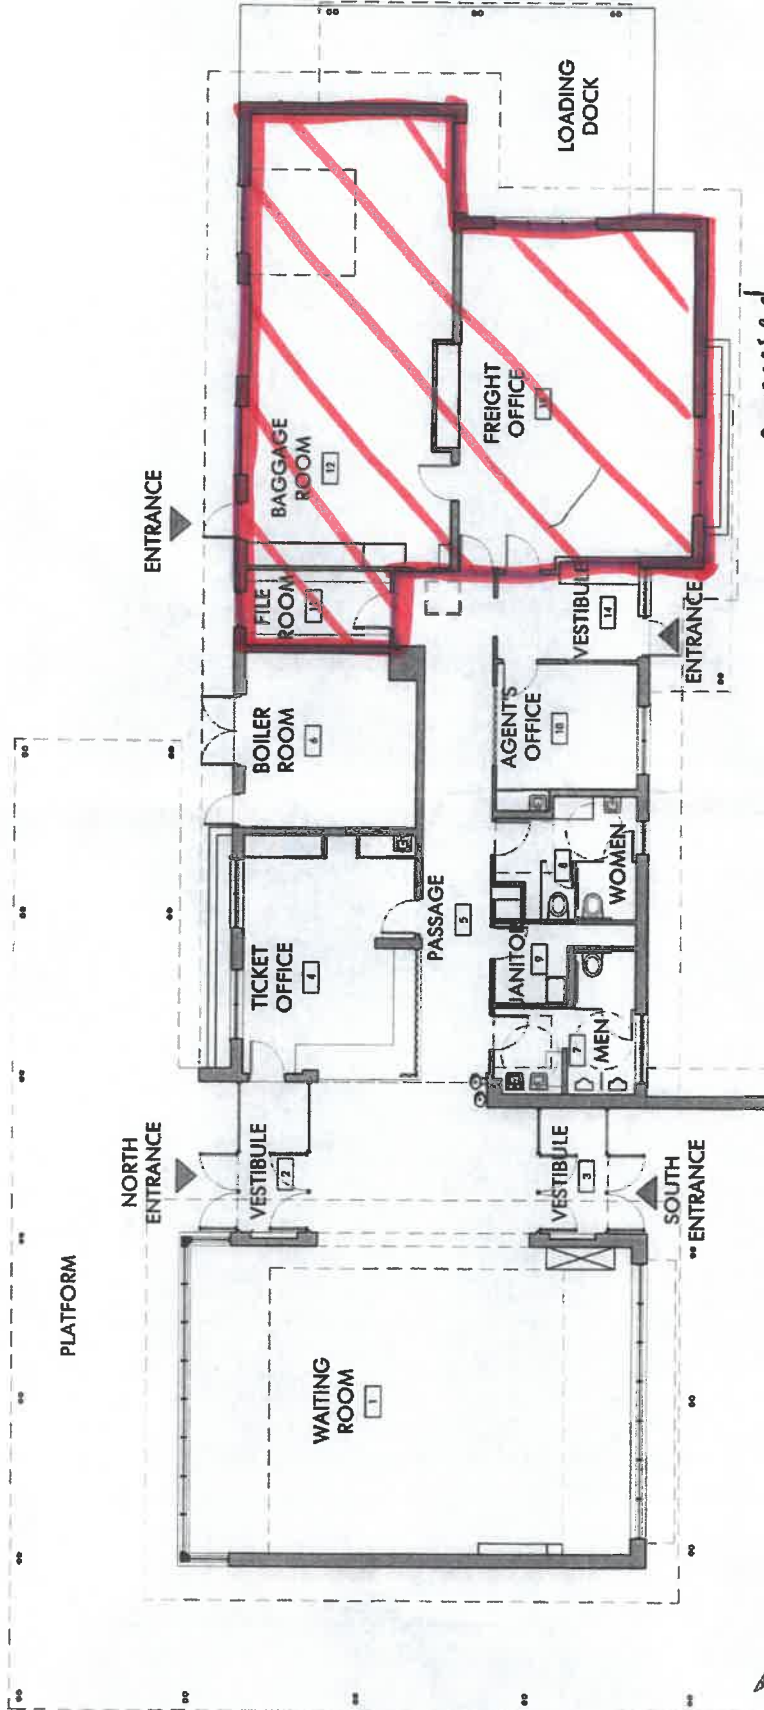 PLATFORM
NORTH
ENTRANCE
ENTRANCE
VESTIBULE
2
TICKET
OFFICE
4
BOILER
ROOM
6
FILE
ROOM
BAGGAGE
ROOM
12
LOADING
DOCK
WAITING
ROOM
1
PASSAGE
5
FREIGHT
OFFICE
VESTIBULE
3
MEN
7
JANITOR
9
WOMEN
8
AGENT'S
OFFICE
10
VESTIBULE
14
SOUTH
ENTRANCE
ENTRANCE